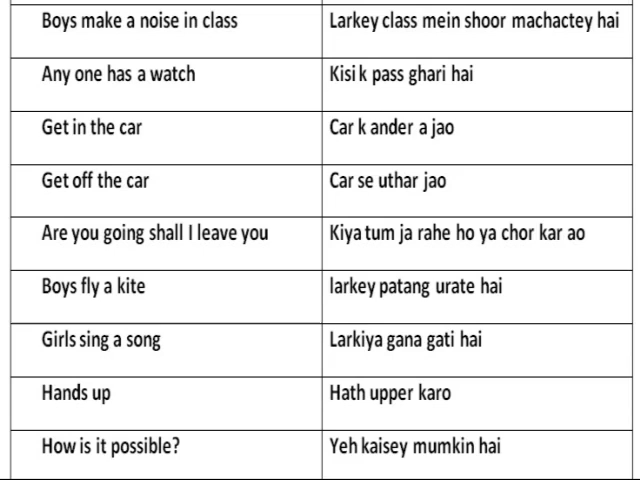 Boys make a noise in class Larkey class mein shoor machactey hai
Any one has a watch Kisi k pass ghari hai
Get in the car Car k ander a jao
Get off the car Car se uthar jao
Are you going shall I leave you Kiya tum ja rahe ho ya chor kar ao
Boys fly a kite larkey patang urate hai
Girls sing a song Larkiya gana gati hai
Hands up Hath upper karo
How is it possible? Yeh kaisey mumkin hai